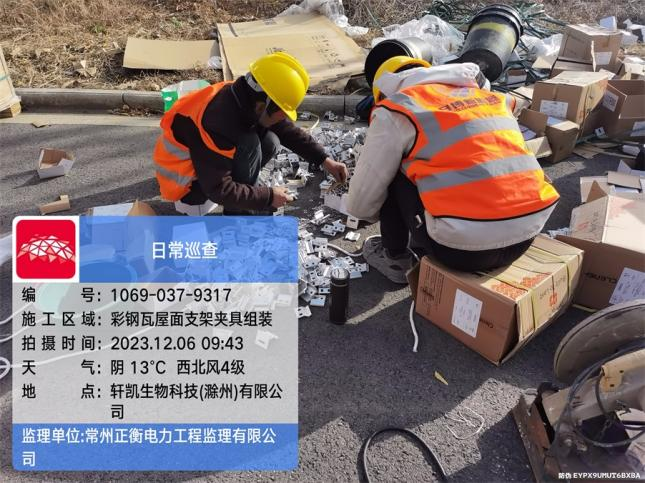 日常巡查
编 号：1069-037-9317
施工区域：彩钢瓦屋面支架夹具组装
拍摄时间：2023.12.06 09:43
天 气：阴 13°C 西北风4级
地 点：轩凯生物科技(滁州)有限公
司
监理单位:常州正衡电力工程监理有限公
司
防伪 EYPX9UMUT6BXBA